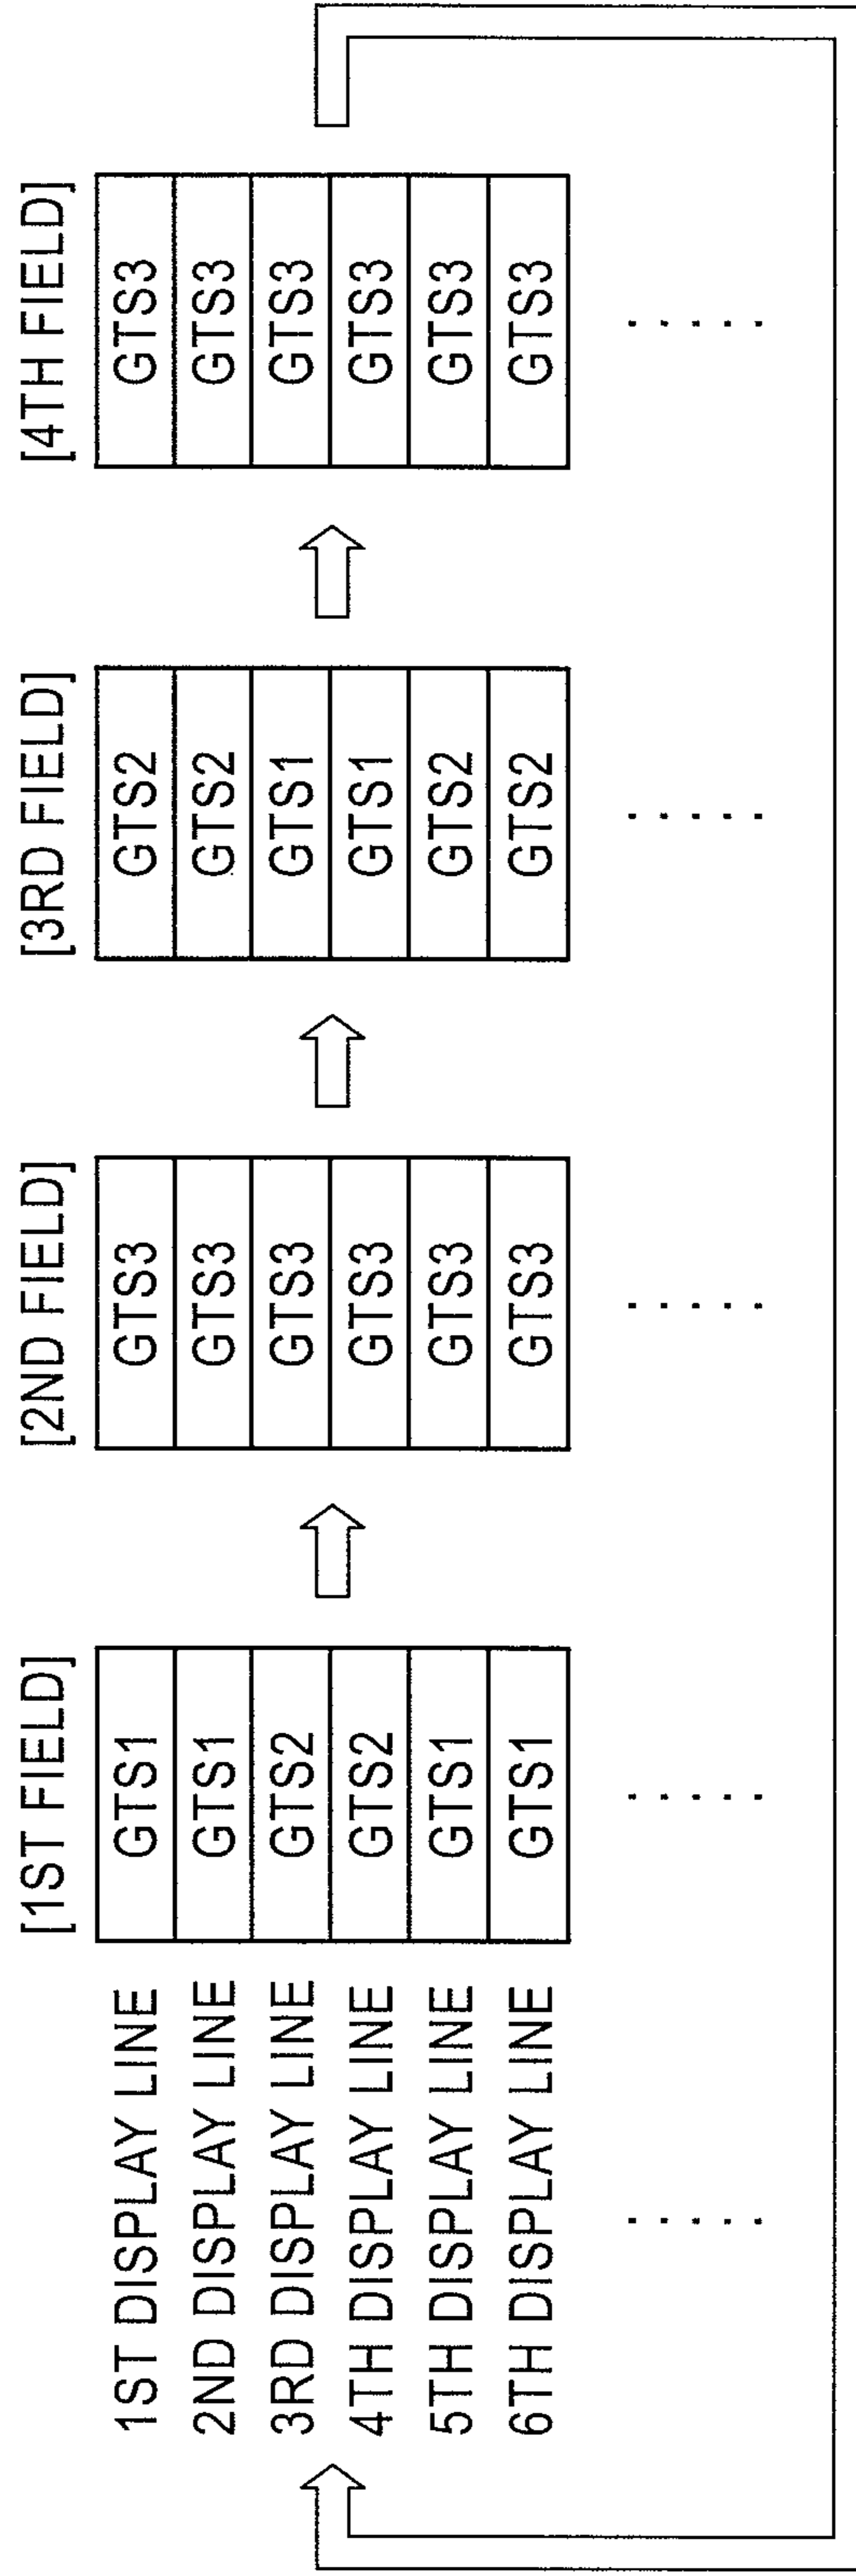 [1ST FIELD] [2ND FIELD] [3RD FIELD] [4TH FIELD]
1ST DISPLAY LINE GTS1 GTS3 GTS2 GTS3
2ND DISPLAY LINE GTS1 GTS3 GTS2 GTS3
3RD DISPLAY LINE GTS2 GTS3 GTS1 GTS3
4TH DISPLAY LINE GTS2 GTS3 GTS1 GTS3
5TH DISPLAY LINE GTS1 GTS3 GTS2 GTS3
6TH DISPLAY LINE GTS1 GTS3 GTS2 GTS3
..... ..... ..... ..... .....